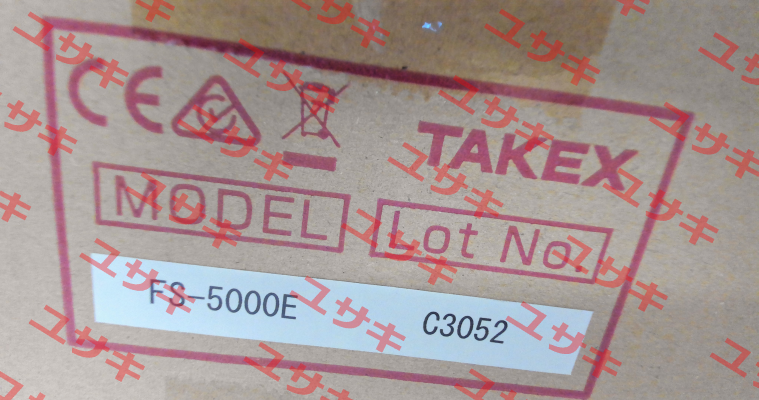 CE TAKEX
MODEL Lot No.
FS-5000E C3052
ユサキ